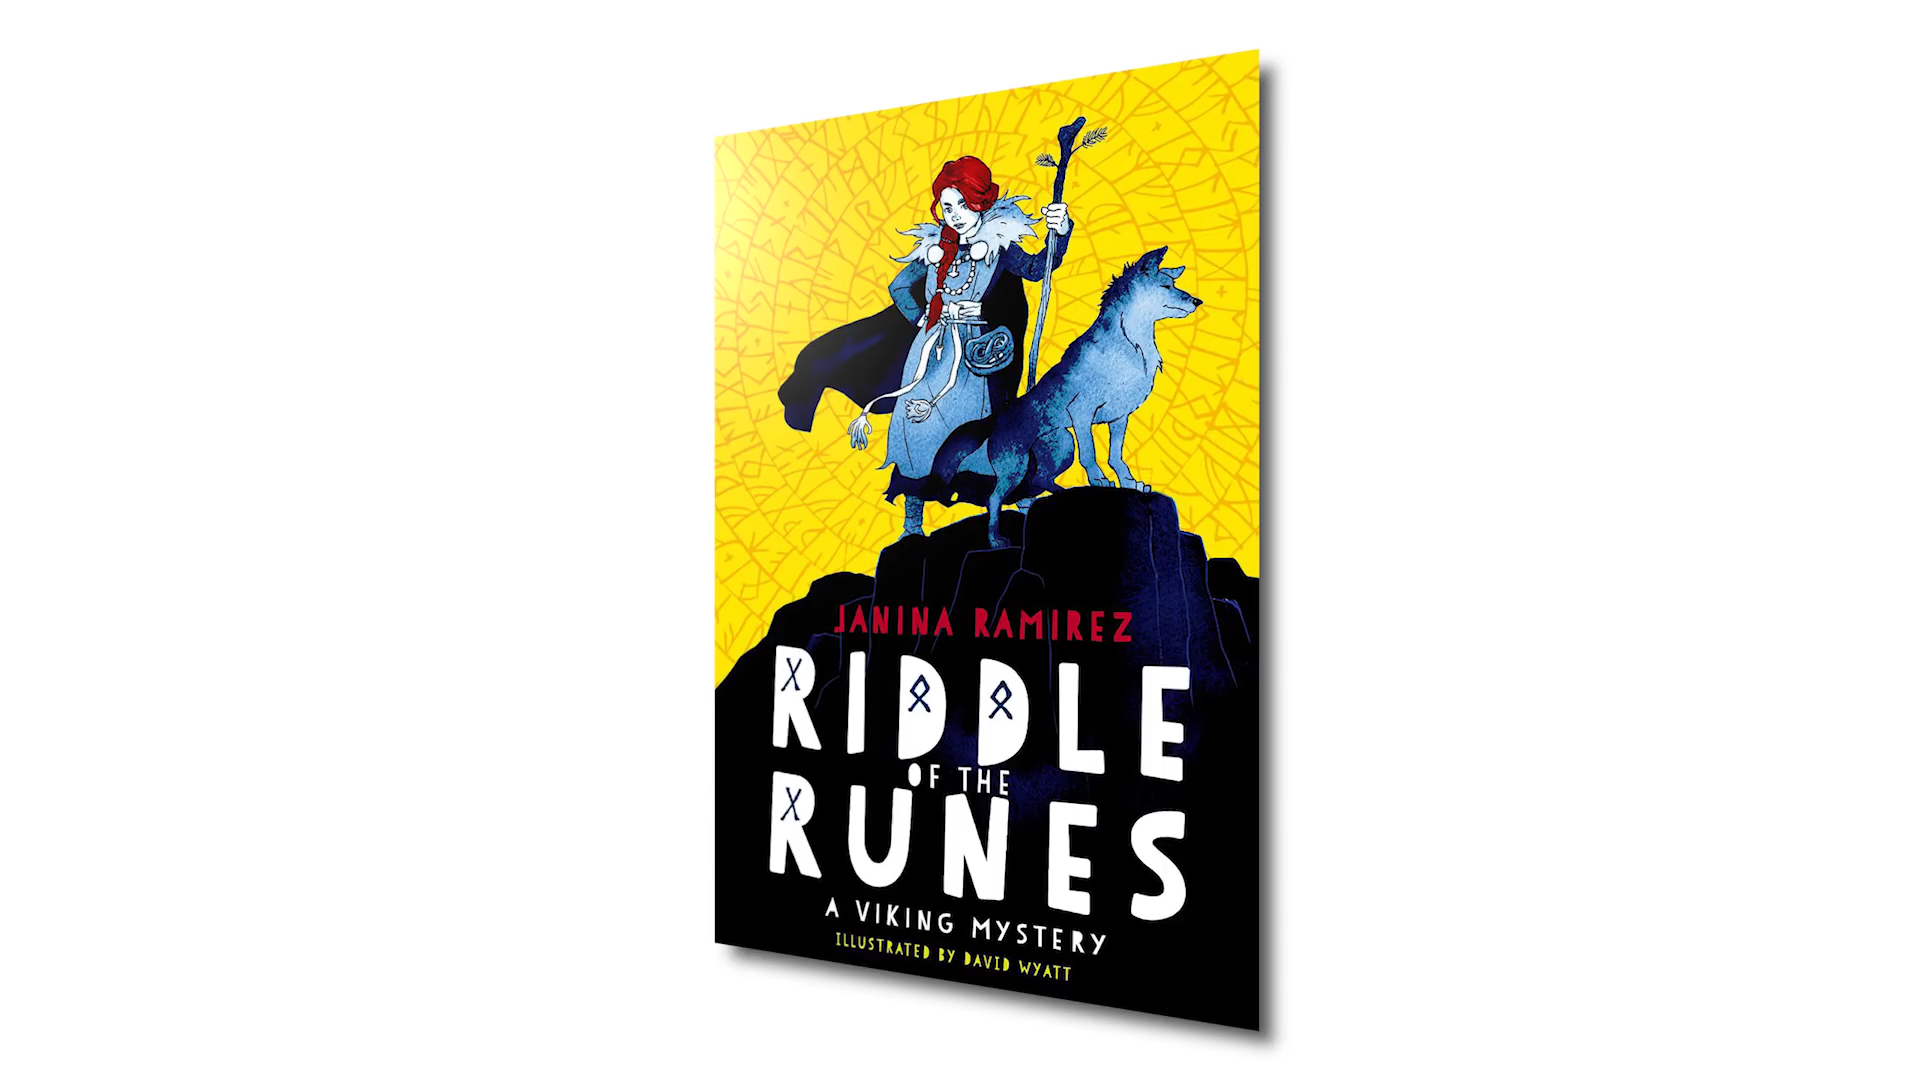 JANINA RAMIREZ
RIDDLE
OF THE
RUNES
A VIKING MYSTERY
ILLUSTRATED BY DAVID WYATT